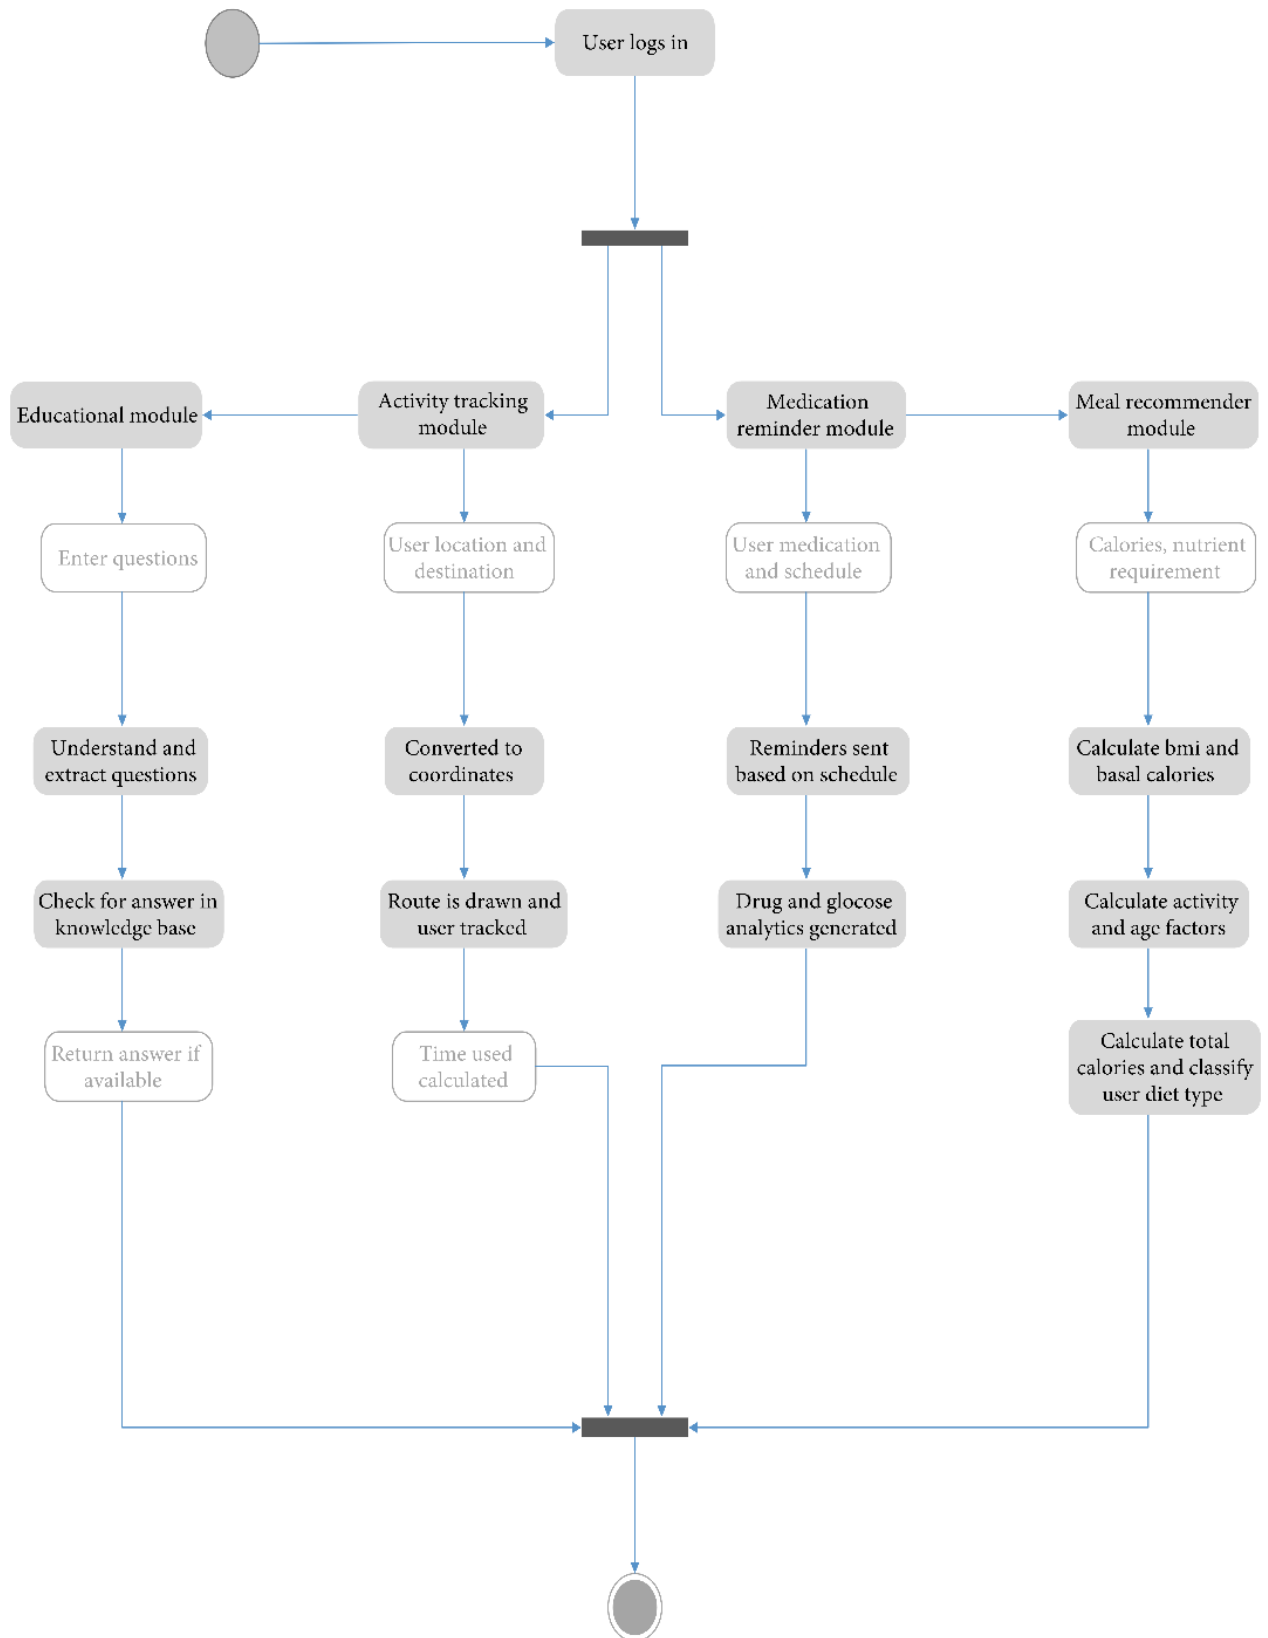 User logs in
Educational module
Activity tracking
module
Medication
reminder module
Meal recommender
module
Enter questions
User location and
destination
User medication
and schedule
Calories, nutrient
requirement
Understand and
extract questions
Converted to
coordinates
Reminders sent
based on schedule
Calculate bmi and
basal calories
Check for answer in
knowledge base
Route is drawn and
user tracked
Drug and glocose
analytics generated
Calculate activity
and age factors
Return answer if
available
Time used
calculated
Calculate total
calories and classify
user diet type